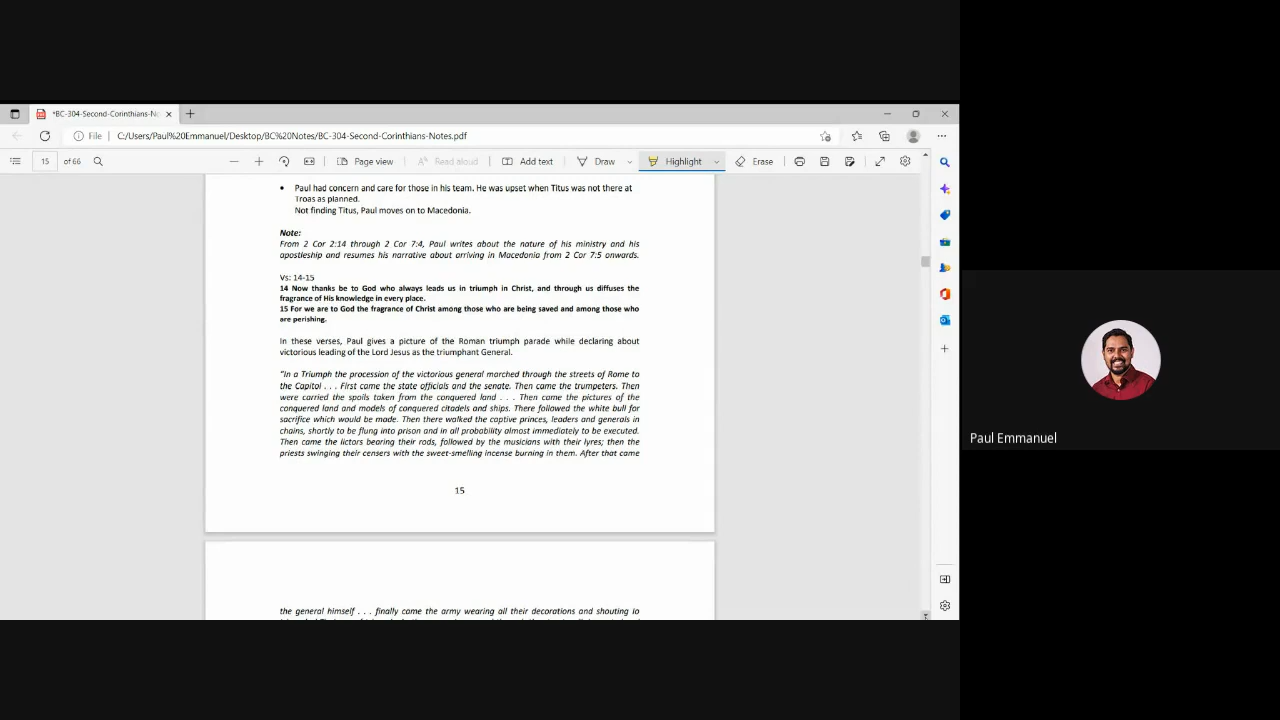 *BC-304-Second-Corinthians-No
File
C:/Users/Paul%20Emmanuel/Desktop/BC%20Notes/BC-304-Second-Corinthians-Notes.pdf
15 of 66
Page view
Read aloud
Add text
Draw
Highlight
Erase
• Paul had concern and care for those in his team. He was upset when Titus was not there at
Troas as planned.
Not finding Titus, Paul moves on to Macedonia.
Note:
From 2 Cor 2:14 through 2 Cor 7:4, Paul writes about the nature of his ministry and his
apostleship and resumes his narrative about arriving in Macedonia from 2 Cor 7:5 onwards.
Vs: 14-15
14 Now thanks be to God who always leads us in triumph in Christ, and through us diffuses the
fragrance of His knowledge in every place.
15 For we are to God the fragrance of Christ among those who are being saved and among those who
are perishing.
In these verses, Paul gives a picture of the Roman triumph parade while declaring about
victorious leading of the Lord Jesus as the triumphant General.
"In a Triumph the procession of the victorious general marched through the streets of Rome to
the Capitol . . . First came the state officials and the senate. Then came the trumpeters. Then
were carried the spoils taken from the conquered land . . . Then came the pictures of the
conquered land and models of conquered citadels and ships. There followed the white bull for
sacrifice which would be made. Then there walked the captive princes, leaders and generals in
chains, shortly to be flung into prison and in all probability almost immediately to be executed.
Then came the lictors bearing their rods, followed by the musicians with their lyres; then the
priests swinging their censers with the sweet-smelling incense burning in them. After that came
15
the general himself . . . finally came the army wearing all their decorations and shouting Io
Paul Emmanuel